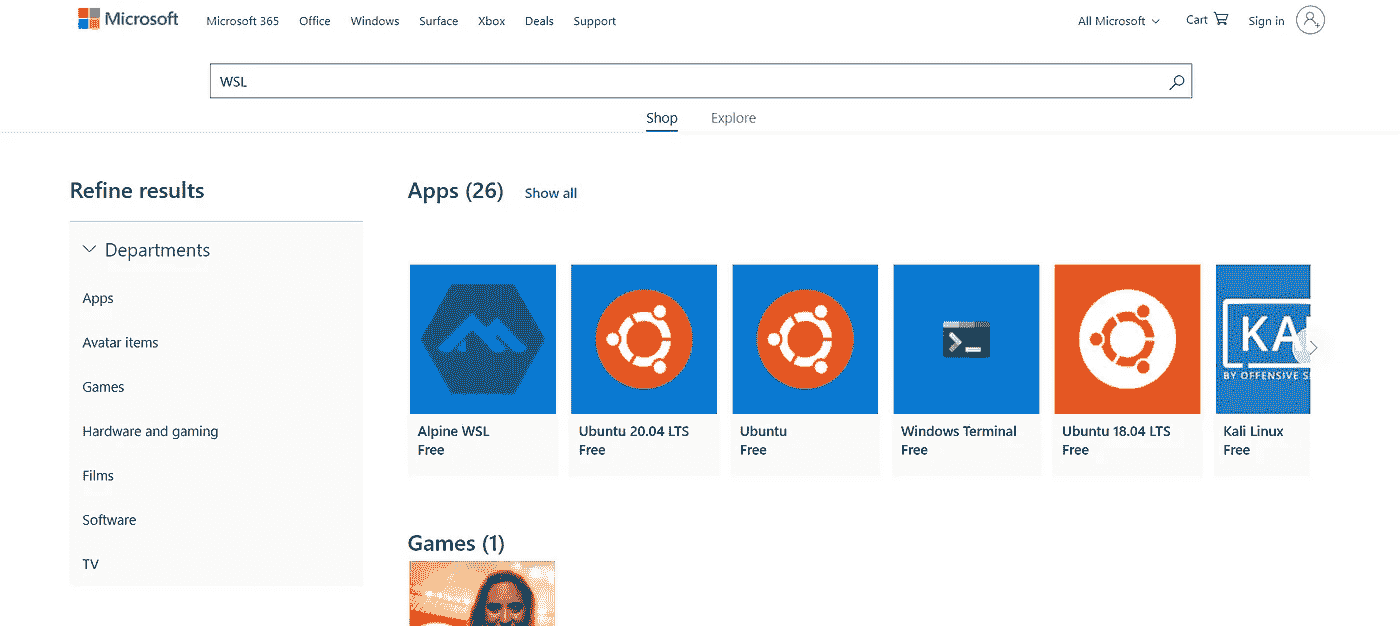 Microsoft Microsoft 365 Office Windows Surface Xbox Deals Support All Microsoft Cart Sign in
WSL
Shop Explore
Refine results
Departments
Apps
Avatar items
Games
Hardware and gaming
Films
Software
TV
Apps (26) Show all
KA
BY OFFENSIVE S
Alpine WSL
Free
Ubuntu 20.04 LTS
Free
Ubuntu
Free
Windows Terminal
Free
Ubuntu 18.04 LTS
Free
Kali Linux
Free
Games (1)